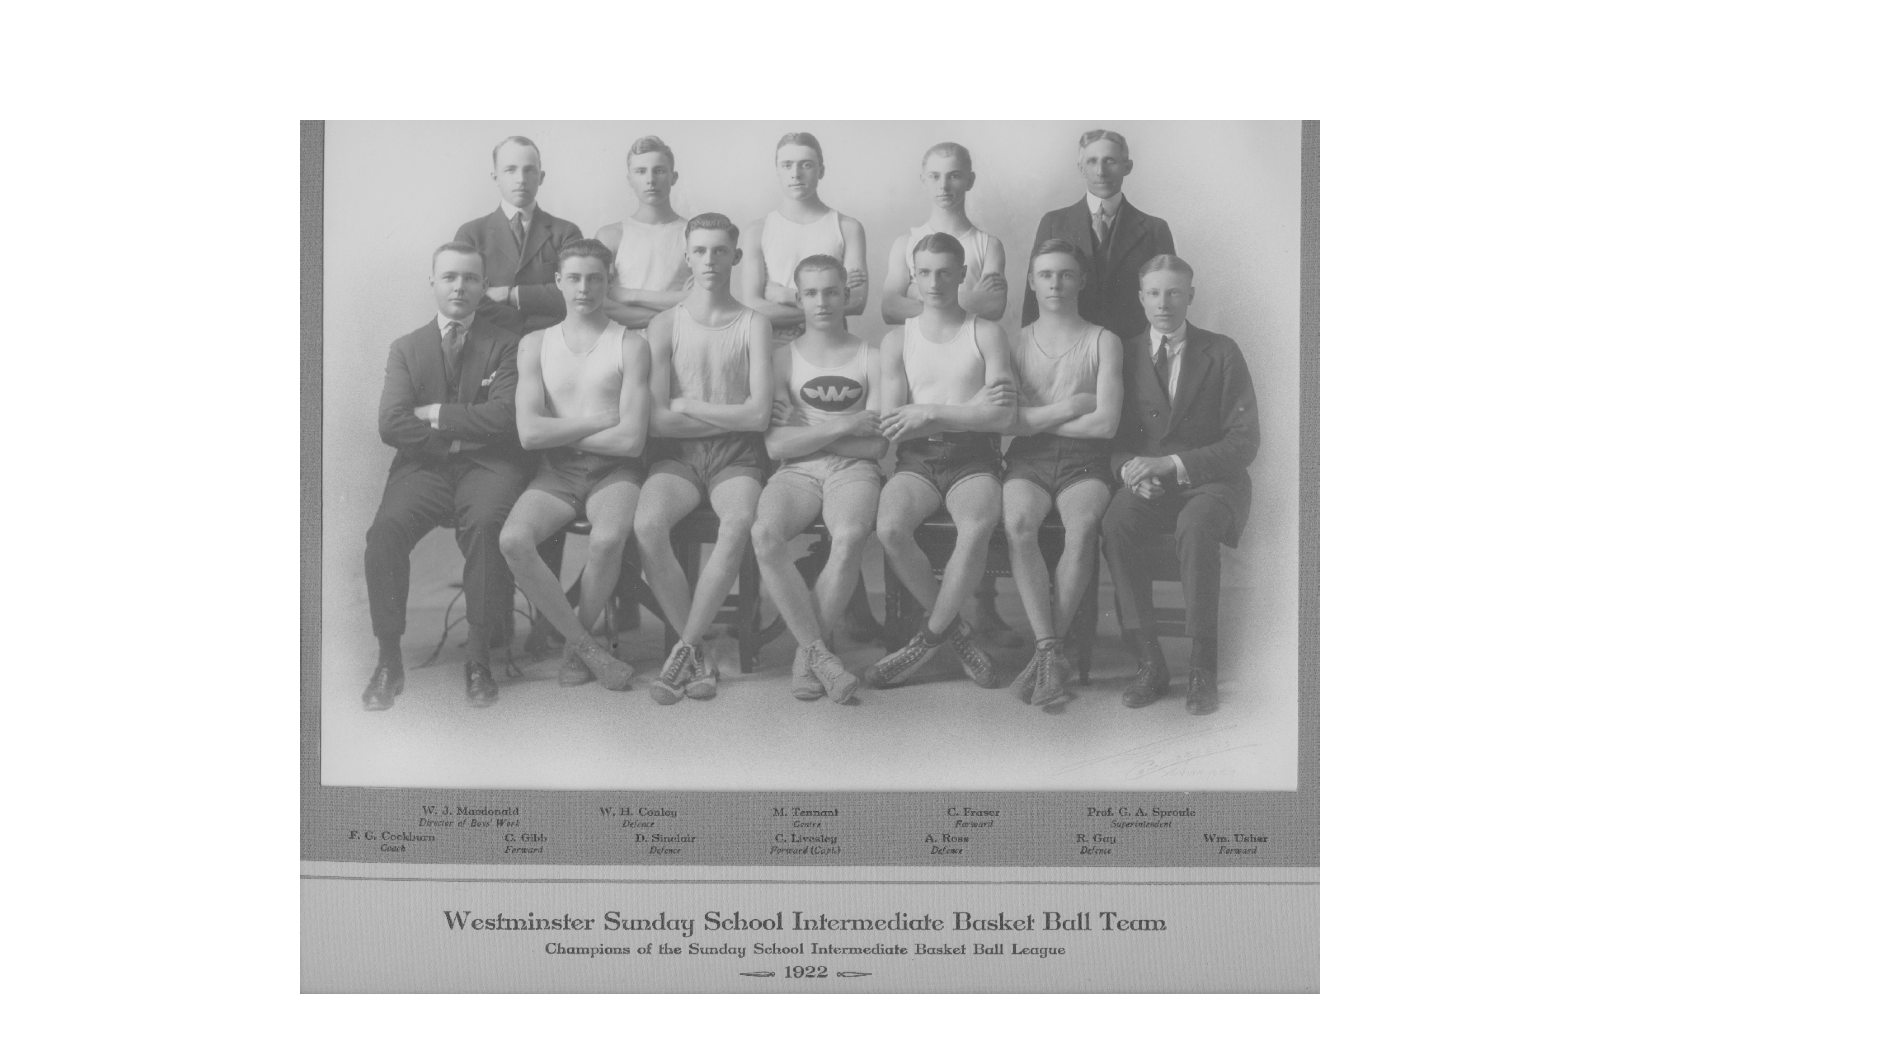 W
W. J. Macdonald W. H. Conley M. Tennant C. Fraser Prof. G. A. Sproule
Director of Boys' Work Defence Centre Forward Superintendent
F. G. Cockburn C. Gibb D. Sinclair C. Livesley A. Ross R. Guy Wm. Usher
Coach Forward Defence Forward (Capt.) Defence Defence Forward
Westminster Sunday School Intermediate Basket Ball Team
Champions of the Sunday School Intermediate Basket Ball League
1922